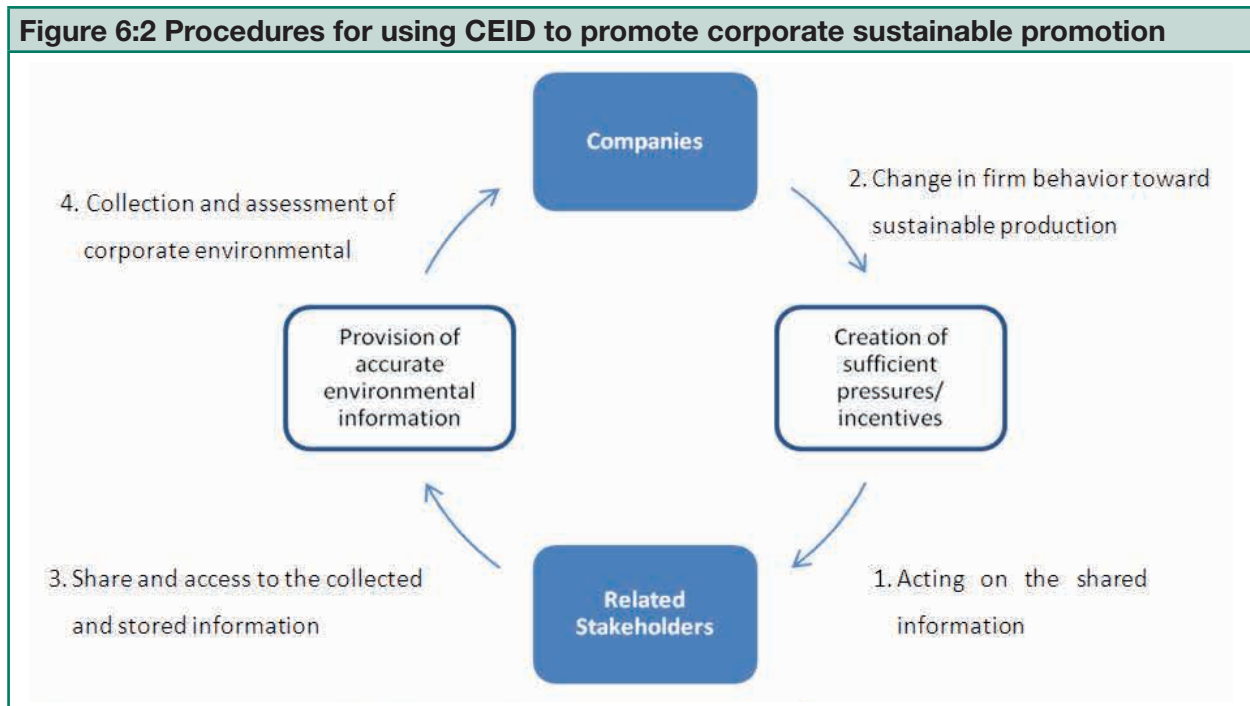 Figure 6:2 Procedures for using CEID to promote corporate sustainable promotion
Companies
2. Change in firm behavior toward
sustainable production
4. Collection and assessment of
corporate environmental
Provision of
accurate
environmental
information
Creation of
sufficient
pressures/
incentives
3. Share and access to the collected
and stored information
Related
Stakeholders
1. Acting on the shared
information